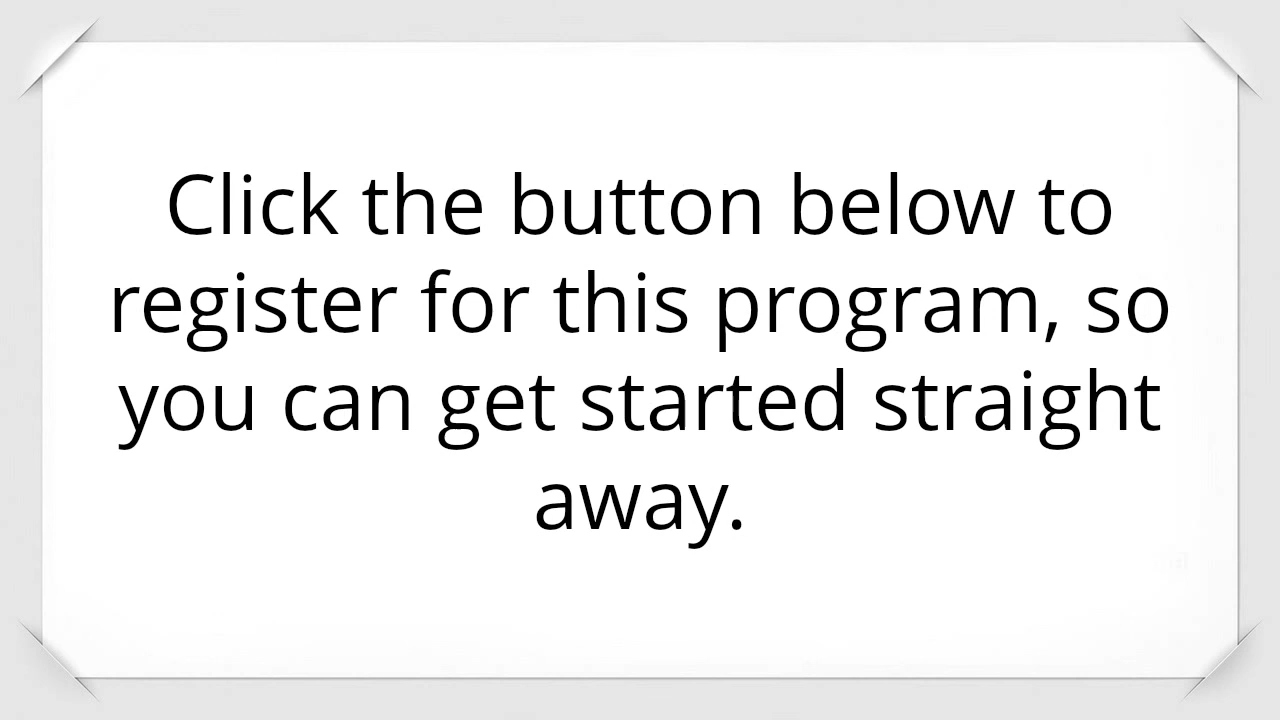 Click the button below to
register for this program, so
you can get started straight
away.